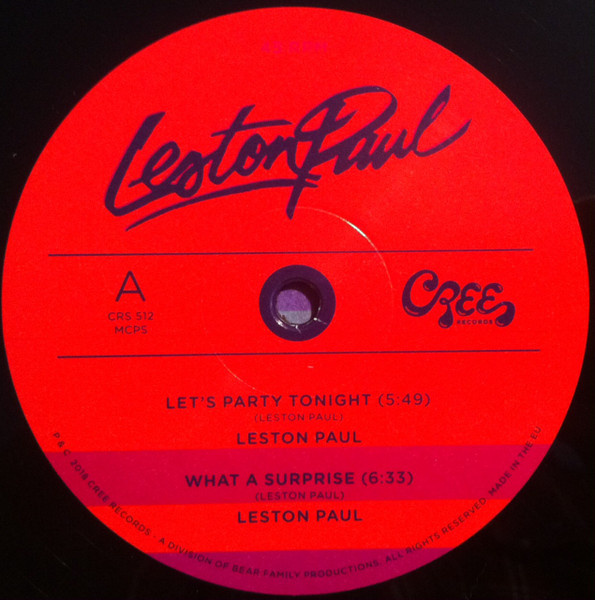 Leston Paul
A
CRS 512
MCPS
CREE
RECORDS
LET'S PARTY TONIGHT (5:49)
(LESTON PAUL)
LESTON PAUL
WHAT A SURPRISE (6:33)
(LESTON PAUL)
LESTON PAUL
P & C 2018 CREE RECORDS · A DIVISION OF BEAR FAMILY PRODUCTIONS. ALL RIGHTS RESERVED. MADE IN THE EU